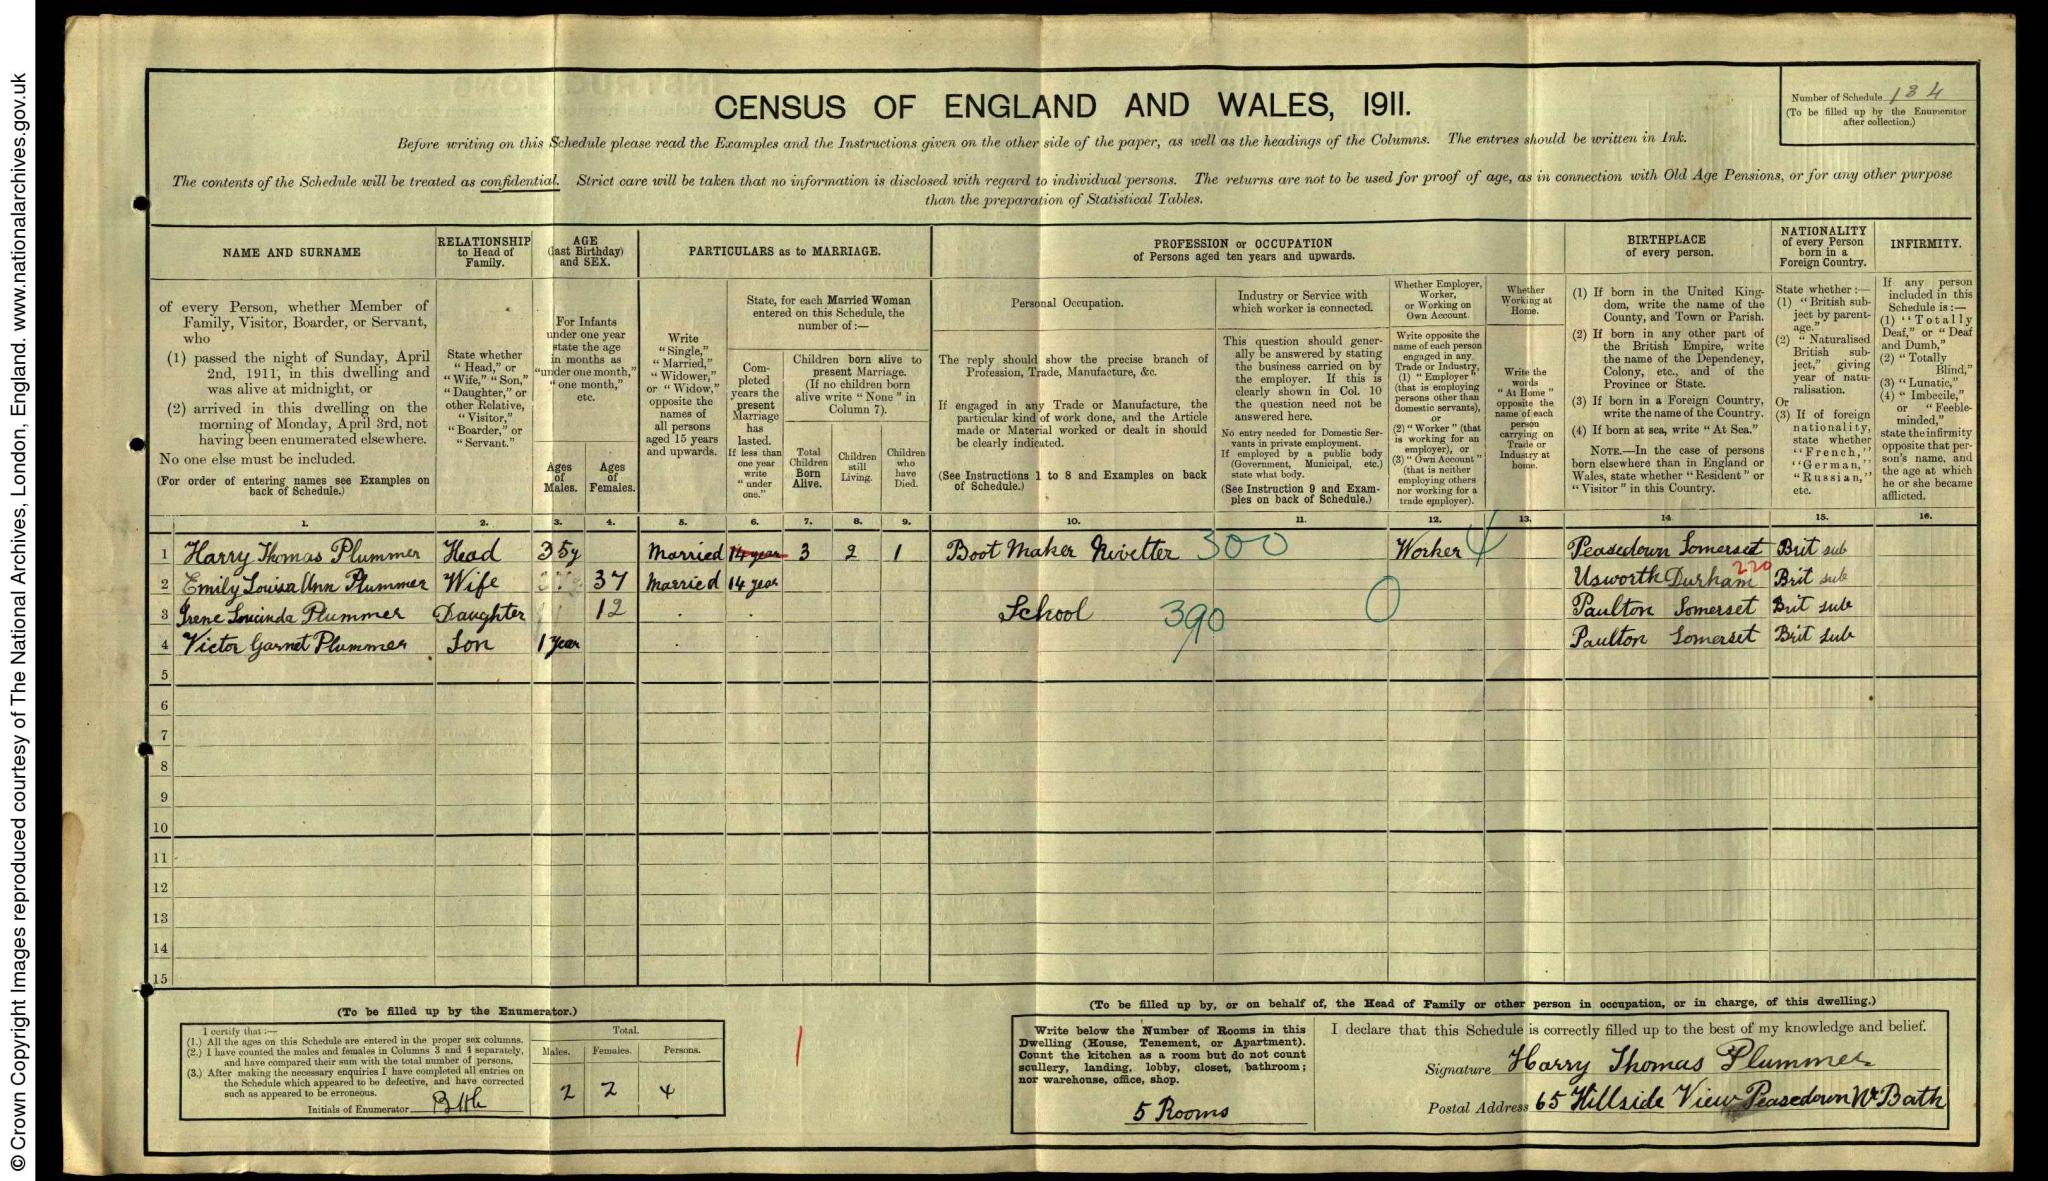 © Crown Copyright Images reproduced courtesy of The National Archives, London, England. www.nationalarchives.gov.uk
CENSUS OF ENGLAND AND WALES, 1911.
Number of Schedule 134
(To be filled up by the Enumerator
after collection.)
Before writing on this Schedule please read the Examples and the Instructions given on the other side of the paper, as well as the headings of the Columns. The entries should be written in Ink.
The contents of the Schedule will be treated as confidential. Strict care will be taken that no information is disclosed with regard to individual persons. The returns are not to be used for proof of age, as in connection with Old Age Pensions, or for any other purpose
than the preparation of Statistical Tables.
NAME AND SURNAME
of every Person, whether Member of
Family, Visitor, Boarder, or Servant,
who
(1) passed the night of Sunday, April
2nd, 1911, in this dwelling and
was alive at midnight, or
(2) arrived in this dwelling on the
morning of Monday, April 3rd, not
having been enumerated elsewhere.
No one else must be included.
(For order of entering names see Examples on
back of Schedule.)
RELATIONSHIP
to Head of
Family.
State whether
"Head," or
"Wife," "Son,"
"Daughter," or
other Relative,
"Visitor,"
"Boarder," or
"Servant."
AGE
(last Birthday)
and SEX.
For Infants
under one year
state the age
in months as
"under one month,"
"one month,"
etc.
Ages
of
Males.
Ages
of
Females.
PARTICULARS as to MARRIAGE.
Write
"Single,"
"Married,"
"Widower,"
or "Widow,"
opposite the
names of
all persons
aged 15 years
and upwards.
State, for each Married Woman
entered on this Schedule, the
number of:—
Com-
pleted
years the
present
Marriage
has
lasted.
If less than
one year
write
"under
one."
Children born alive to
present Marriage.
(If no children born
alive write "None" in
Column 7).
Total
Children
Born
Alive.
Children
still
Living.
Children
who
have
Died.
PROFESSION or OCCUPATION
of Persons aged ten years and upwards.
Personal Occupation.
The reply should show the precise branch of
Profession, Trade, Manufacture, &c.
If engaged in any Trade or Manufacture, the
particular kind of work done, and the Article
made or Material worked or dealt in should
be clearly indicated.
(See Instructions 1 to 8 and Examples on back
of Schedule.)
Industry or Service with
which worker is connected.
This question should gener-
ally be answered by stating
the business carried on by
the employer. If this is
clearly shown in Col. 10
the question need not be
answered here.
No entry needed for Domestic Ser-
vants in private employment.
If employed by a public body
(Government, Municipal, etc.)
state what body.
(See Instruction 9 and Exam-
ples on back of Schedule.)
Whether Employer,
Worker,
or Working on
Own Account.
Write opposite the
name of each person
engaged in any
Trade or Industry,
(1) "Employer"
(that is employing
persons other than
domestic servants),
or
(2) "Worker" (that
is working for an
employer), or
(3) "Own Account"
(that is neither
employing others
nor working for a
trade employer).
Whether
Working at
Home.
Write the
words
"At Home"
opposite the
name of each
person
carrying on
Trade or
Industry at
home.
BIRTHPLACE
of every person.
(1) If born in the United King-
dom, write the name of the
County, and Town or Parish.
(2) If born in any other part of
the British Empire, write
the name of the Dependency,
Colony, etc., and of the
Province or State.
(3) If born in a Foreign Country,
write the name of the Country.
(4) If born at sea, write "At Sea."
NOTE.—In the case of persons
born elsewhere than in England or
Wales, state whether "Resident" or
"Visitor" in this Country.
NATIONALITY
of every Person
born in a
Foreign Country.
State whether:—
(1) "British sub-
ject by parent-
age."
(2) "Naturalised
British sub-
ject," giving
year of natu-
ralisation.
Or
(3) If of foreign
nationality,
state whether
"French,"
"German,"
"Russian,"
etc.
INFIRMITY.
If any person
included in this
Schedule is:—
(1) "Totally
Deaf," or "Deaf
and Dumb,"
(2) "Totally
Blind,"
(3) "Lunatic,"
(4) "Imbecile,"
or "Feeble-
minded,"
state the infirmity
opposite that per-
son's name, and
the age at which
he or she became
afflicted.
1. 2. 3. 4. 5. 6. 7. 8. 9. 10. 11. 12. 13. 14. 15. 16.
1 Harry Thomas Plummer Head 35y Married 14 year 3 2 1 Boot Maker Rivetter 300 Worker 4 Peasedown Somerset Brit sub
2 Emily Louisa Ann Plummer Wife 37 Married 14 year Usworth Durham 220 Brit sub
3 Irene Lucinda Plummer Daughter 12 School 390 0 Paulton Somerset Brit sub
4 Victor Garnet Plummer Son 1 year Paulton Somerset Brit sub
5
6
7
8
9
10
11
12
13
14
15
(To be filled up by the Enumerator.)
I certify that:—
(1.) All the ages on this Schedule are entered in the proper sex columns.
(2.) I have counted the males and females in Columns 3 and 4 separately,
and have compared their sum with the total number of persons.
(3.) After making the necessary enquiries I have completed all entries on
the Schedule which appeared to be defective, and have corrected
such as appeared to be erroneous.
Initials of Enumerator
Total.
Males. Females. Persons.
2 2 4
1
(To be filled up by, or on behalf of, the Head of Family or other person in occupation, or in charge, of this dwelling.)
Write below the Number of Rooms in this
Dwelling (House, Tenement, or Apartment).
Count the kitchen as a room but do not count
scullery, landing, lobby, closet, bathroom;
nor warehouse, office, shop.
5 Rooms
I declare that this Schedule is correctly filled up to the best of my knowledge and belief.
Signature Harry Thomas Plummer
Postal Address 65 Hillside View Peasedown Nr Bath